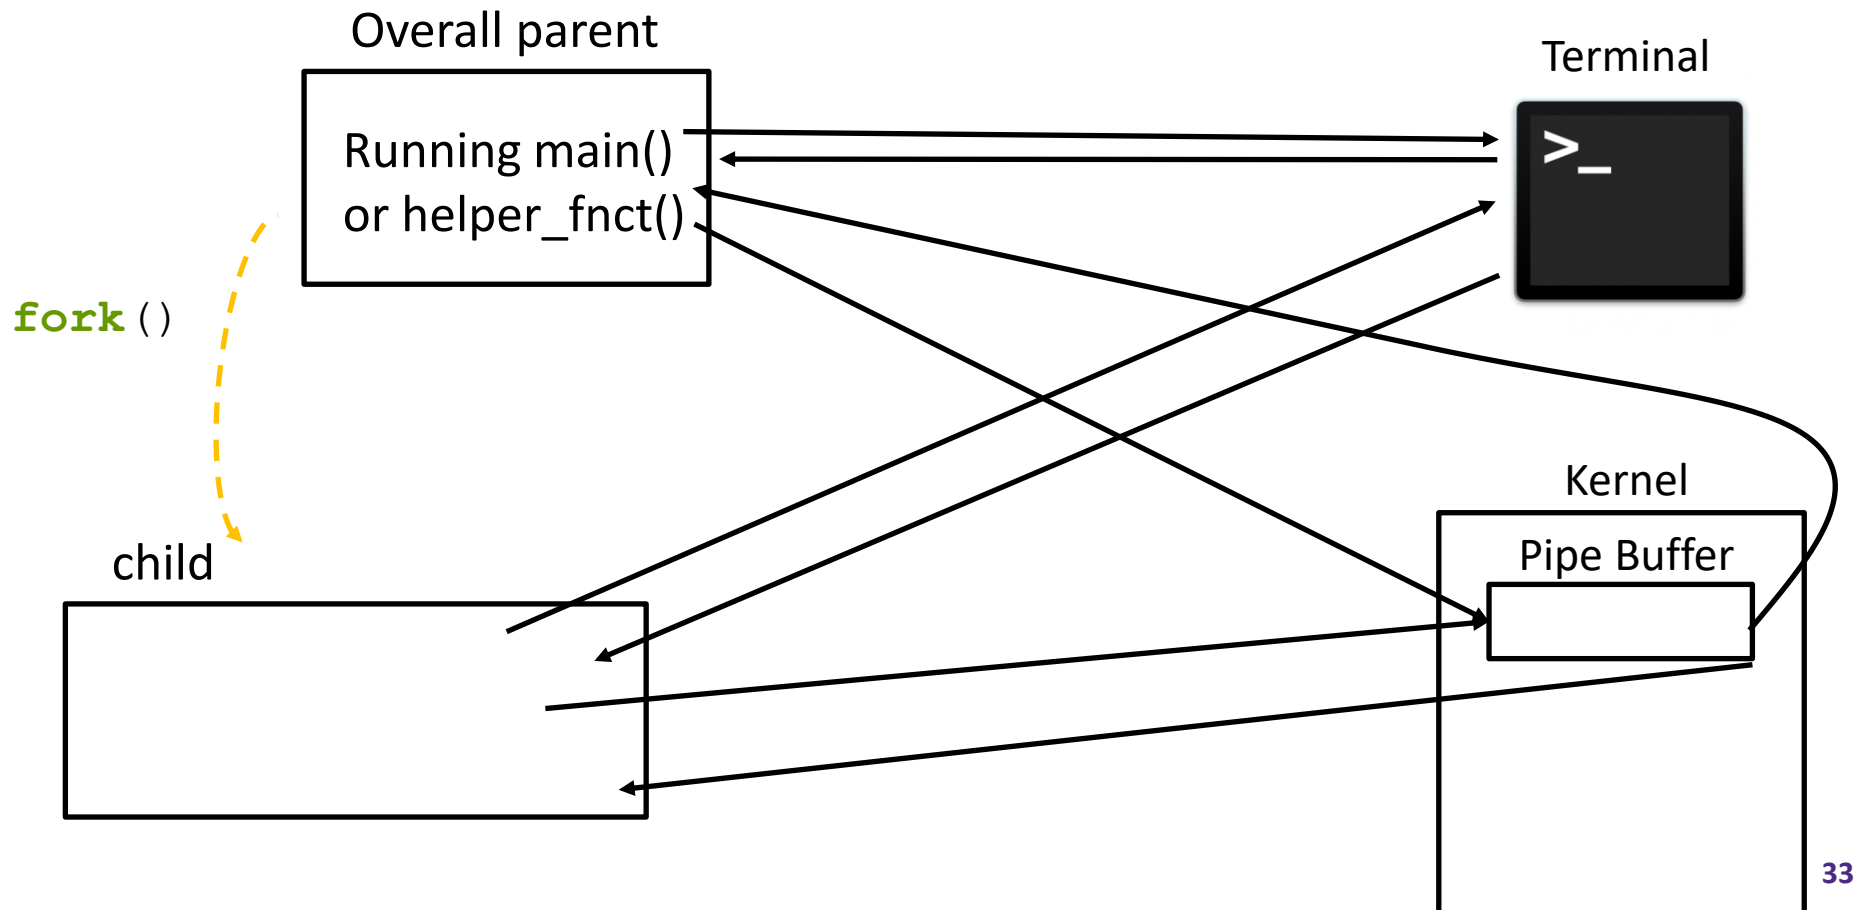 Overall parent
Terminal
>_
Running main()
or helper_fnct()
fork()
Kernel
Pipe Buffer
child
33